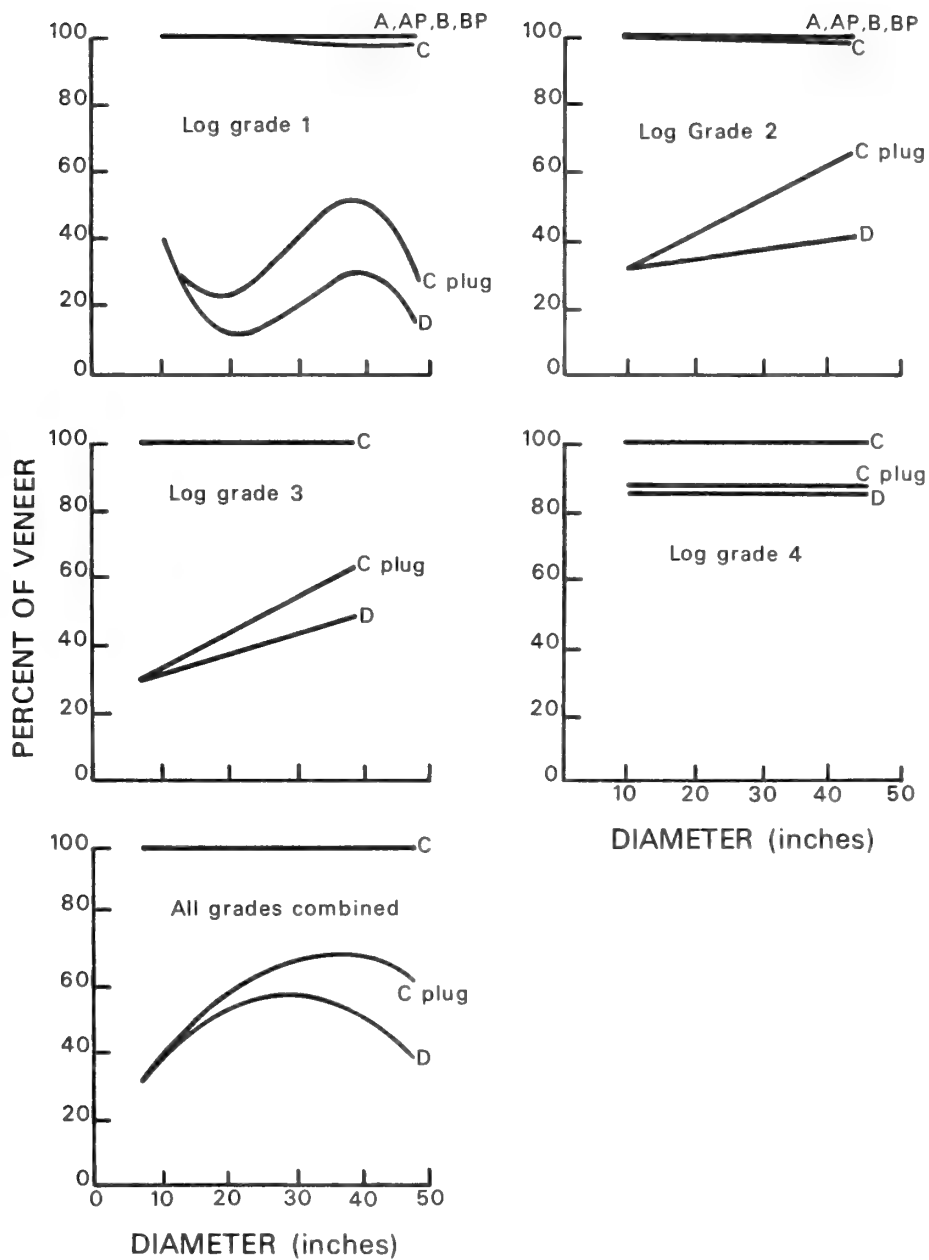 A, AP, B, BP
100
C
80
Log grade 1
60
40
C plug
20
D
0
A, AP, B, BP
100
C
80
Log Grade 2
C plug
60
40
D
20
0
PERCENT OF VENEER
100
C
80
Log grade 3
60
C plug
D
40
20
0
100
C
C plug
80
D
60
Log grade 4
40
20
0
10 20 30 40 50
DIAMETER (inches)
100
C
80
All grades combined
60
C plug
40
D
20
0
0 10 20 30 40 50
DIAMETER (inches)